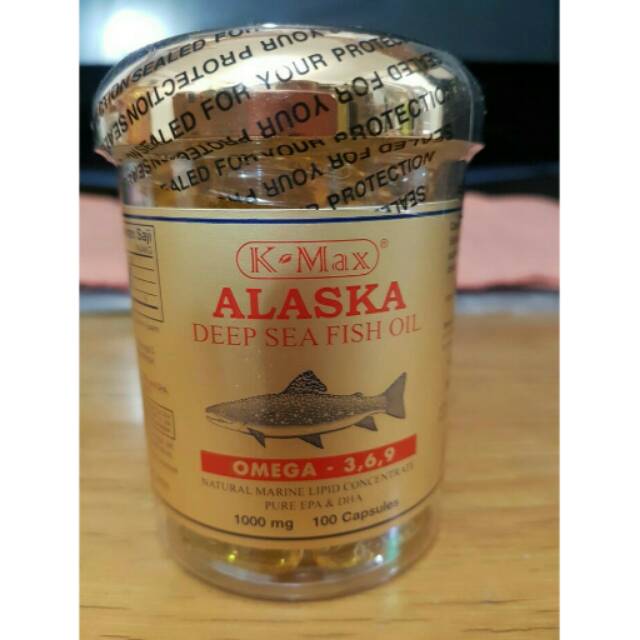 SEALED FOR YOUR PROTECTION
SEALED FOR YOUR PROTECTION
SEALED FOR YOUR PROTECTION
Saji
K-Max®
ALASKA
DEEP SEA FISH OIL
OMEGA - 3,6,9
NATURAL MARINE LIPID CONCENTRATE
PURE EPA & DHA
1000 mg 100 Capsules